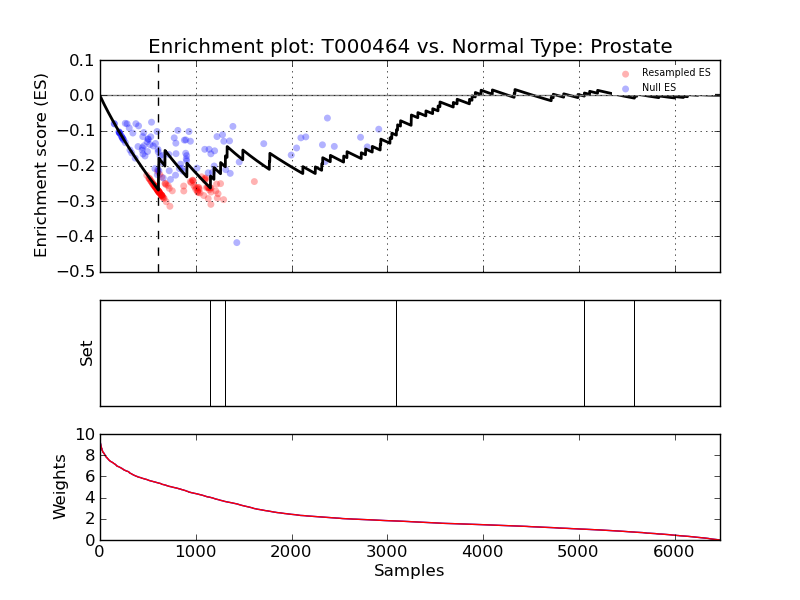 Enrichment plot: T000464 vs. Normal Type: Prostate
Enrichment score (ES)
0.1
0.0
−0.1
−0.2
−0.3
−0.4
−0.5
Resampled ES
Null ES
Set
Weights
10
8
6
4
2
0
0 1000 2000 3000 4000 5000 6000
Samples